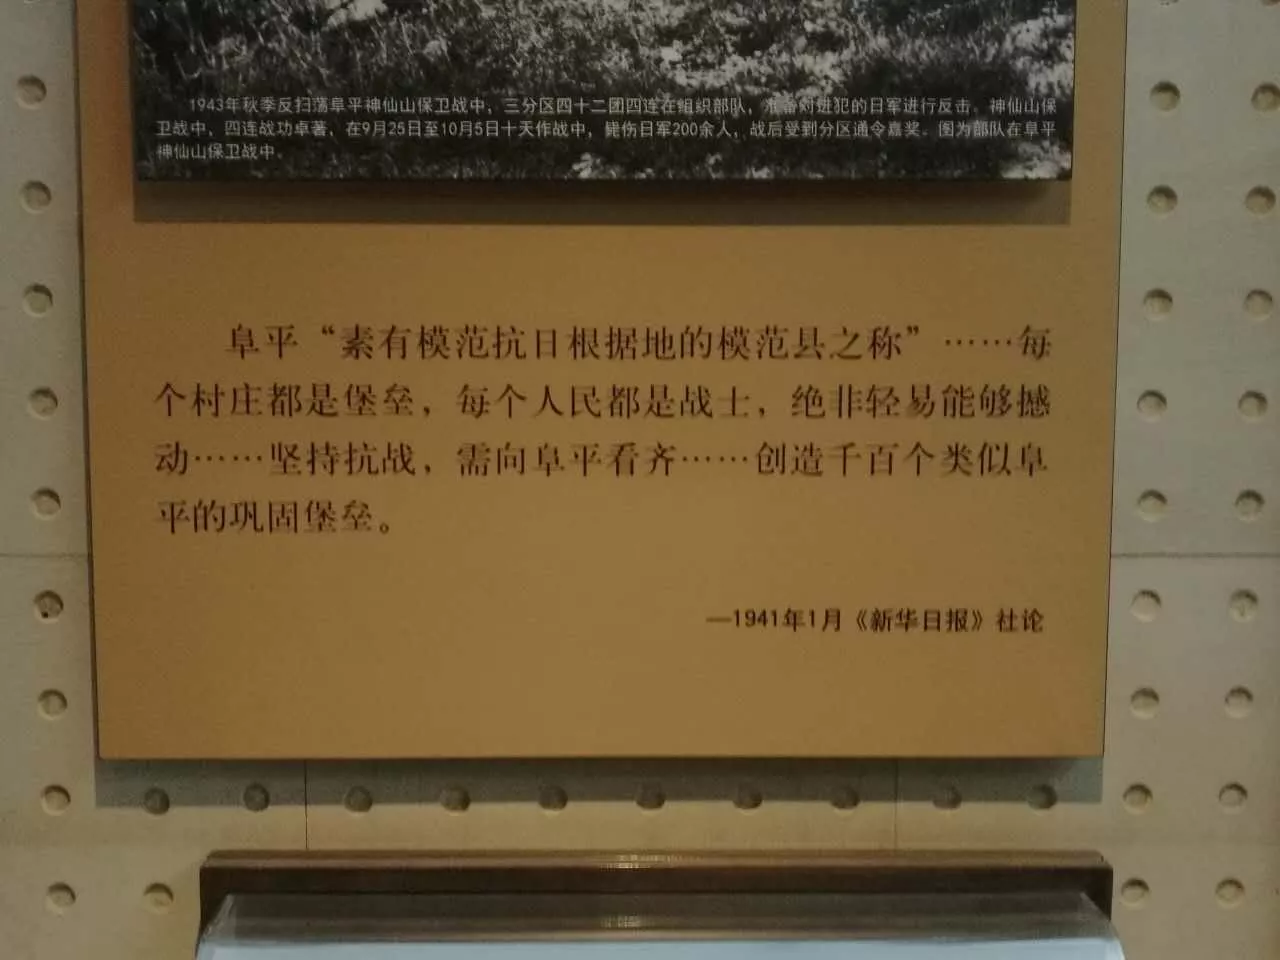 1943年秋季反扫荡阜平神仙山保卫战中，三分区四十二团四连在组织部队，准备对进犯的日军进行反击。神仙山保
卫战中，四连战功卓著，在9月25日至10月5日十天作战中，毙伤日军200余人，战后受到分区通令嘉奖。图为部队在阜平
神仙山保卫战中。
阜平“素有模范抗日根据地的模范县之称”……每
个村庄都是堡垒，每个人民都是战士，绝非轻易能够撼
动……坚持抗战，需向阜平看齐……创造千百个类似阜
平的巩固堡垒。
—1941年1月《新华日报》社论